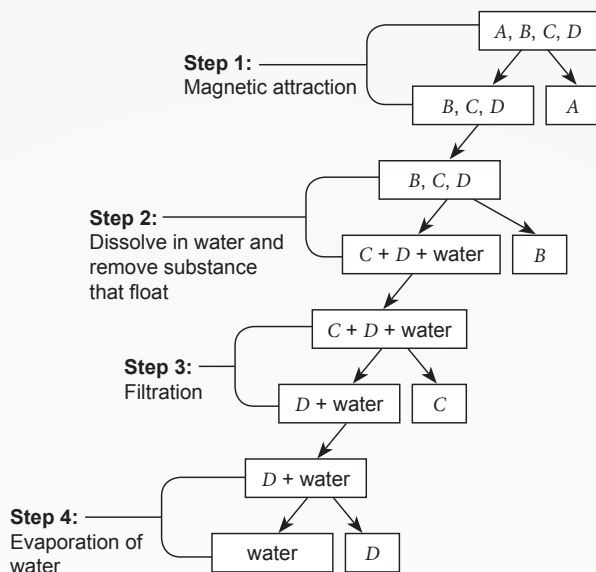 A, B, C, D
Step 1:
Magnetic attraction
B, C, D
A
B, C, D
Step 2:
Dissolve in water and
remove substance
that float
C + D + water
B
C + D + water
Step 3:
Filtration
D + water
C
D + water
Step 4:
Evaporation of
water
water
D